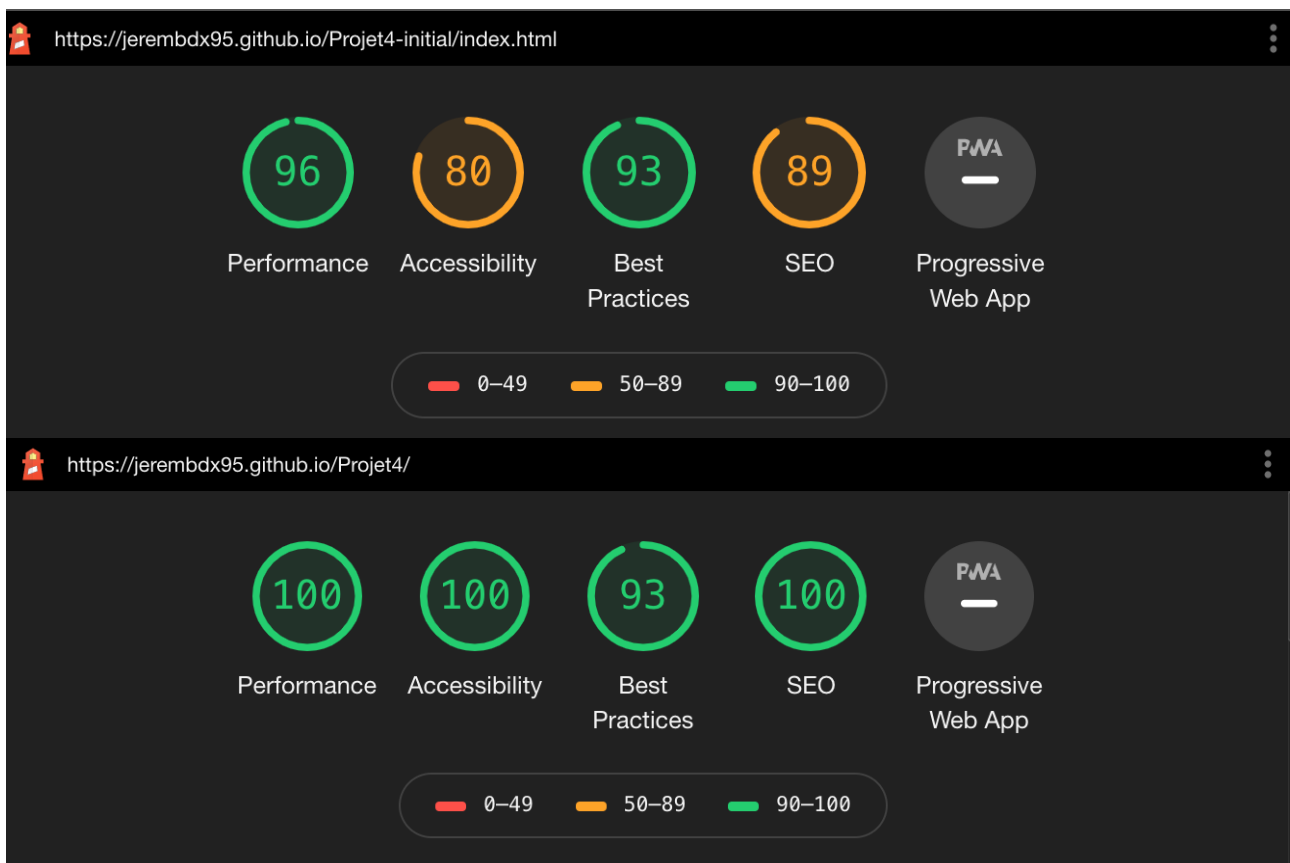 https://jerembdx95.github.io/Projet4-initial/index.html
96 80 93 89 PWA
Performance Accessibility Best Practices SEO Progressive Web App
0–49 50–89 90–100
https://jerembdx95.github.io/Projet4/
100 100 93 100 PWA
Performance Accessibility Best Practices SEO Progressive Web App
0–49 50–89 90–100